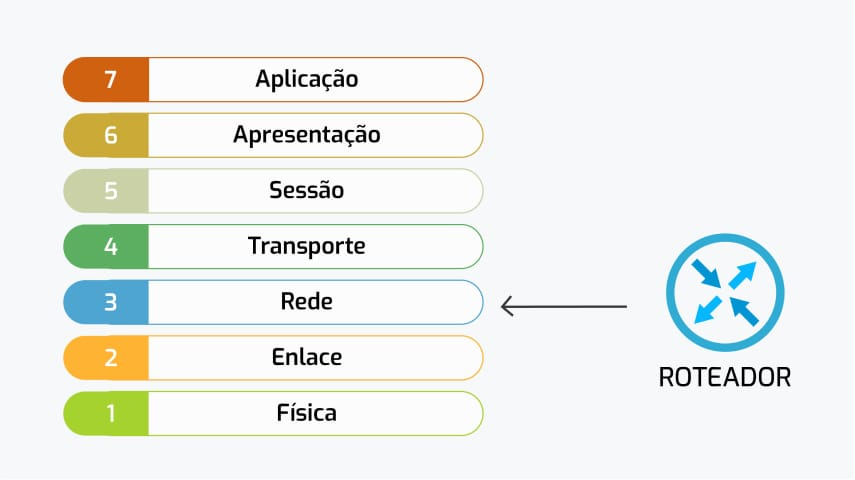 7 Aplicação
6 Apresentação
5 Sessão
4 Transporte
3 Rede
2 Enlace
1 Física
ROTEADOR